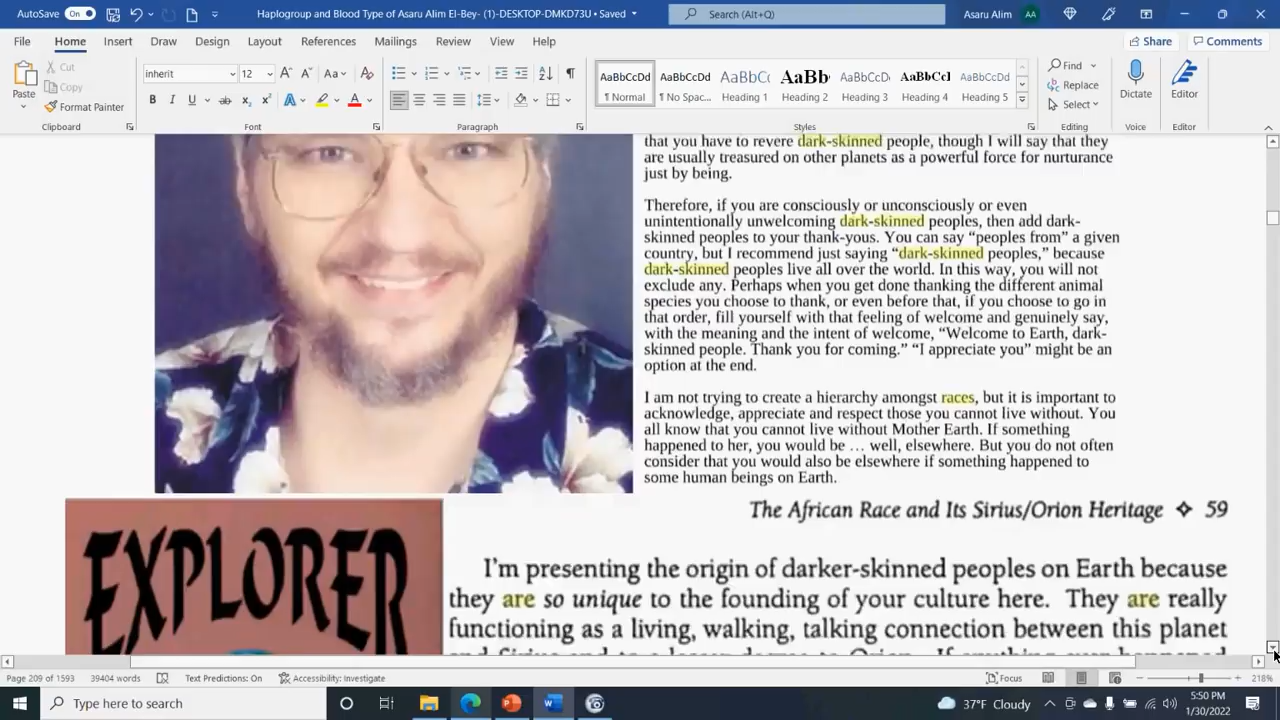 AutoSave On Haplogroup and Blood Type of Asaru Alim El-Bey- (1)-DESKTOP-DMKD73U • Saved Search (Alt+Q) Asaru Alim AA
File Home Insert Draw Design Layout References Mailings Review View Help Share Comments
Paste Cut Copy Format Painter
inherit 12
AaBbCcDd AaBbCcDd AaBbC AaBb AaBbCcD AaBbCcI AaBbCcDd
¶ Normal ¶ No Spac... Heading 1 Heading 2 Heading 3 Heading 4 Heading 5
Find Replace Select Dictate Editor
Clipboard Font Paragraph Styles Editing Voice Editor
that you have to revere dark-skinned people, though I will say that they
are usually treasured on other planets as a powerful force for nurturance
just by being.
Therefore, if you are consciously or unconsciously or even
unintentionally unwelcoming dark-skinned peoples, then add dark-
skinned peoples to your thank-yous. You can say “peoples from” a given
country, but I recommend just saying “dark-skinned peoples,” because
dark-skinned peoples live all over the world. In this way, you will not
exclude any. Perhaps when you get done thanking the different animal
species you choose to thank, or even before that, if you choose to go in
that order, fill yourself with that feeling of welcome and genuinely say,
with the meaning and the intent of welcome, “Welcome to Earth, dark-
skinned people. Thank you for coming.” “I appreciate you” might be an
option at the end.
I am not trying to create a hierarchy amongst races, but it is important to
acknowledge, appreciate and respect those you cannot live without. You
all know that you cannot live without Mother Earth. If something
happened to her, you would be … well, elsewhere. But you do not often
consider that you would also be elsewhere if something happened to
some human beings on Earth.
The African Race and Its Sirius/Orion Heritage ✧ 59
EXPLORER
I'm presenting the origin of darker-skinned peoples on Earth because
they are so unique to the founding of your culture here. They are really
functioning as a living, walking, talking connection between this planet
Page 209 of 1593 39404 words Text Predictions: On Accessibility: Investigate Focus 218%
Type here to search 37°F Cloudy 5:50 PM
1/30/2022